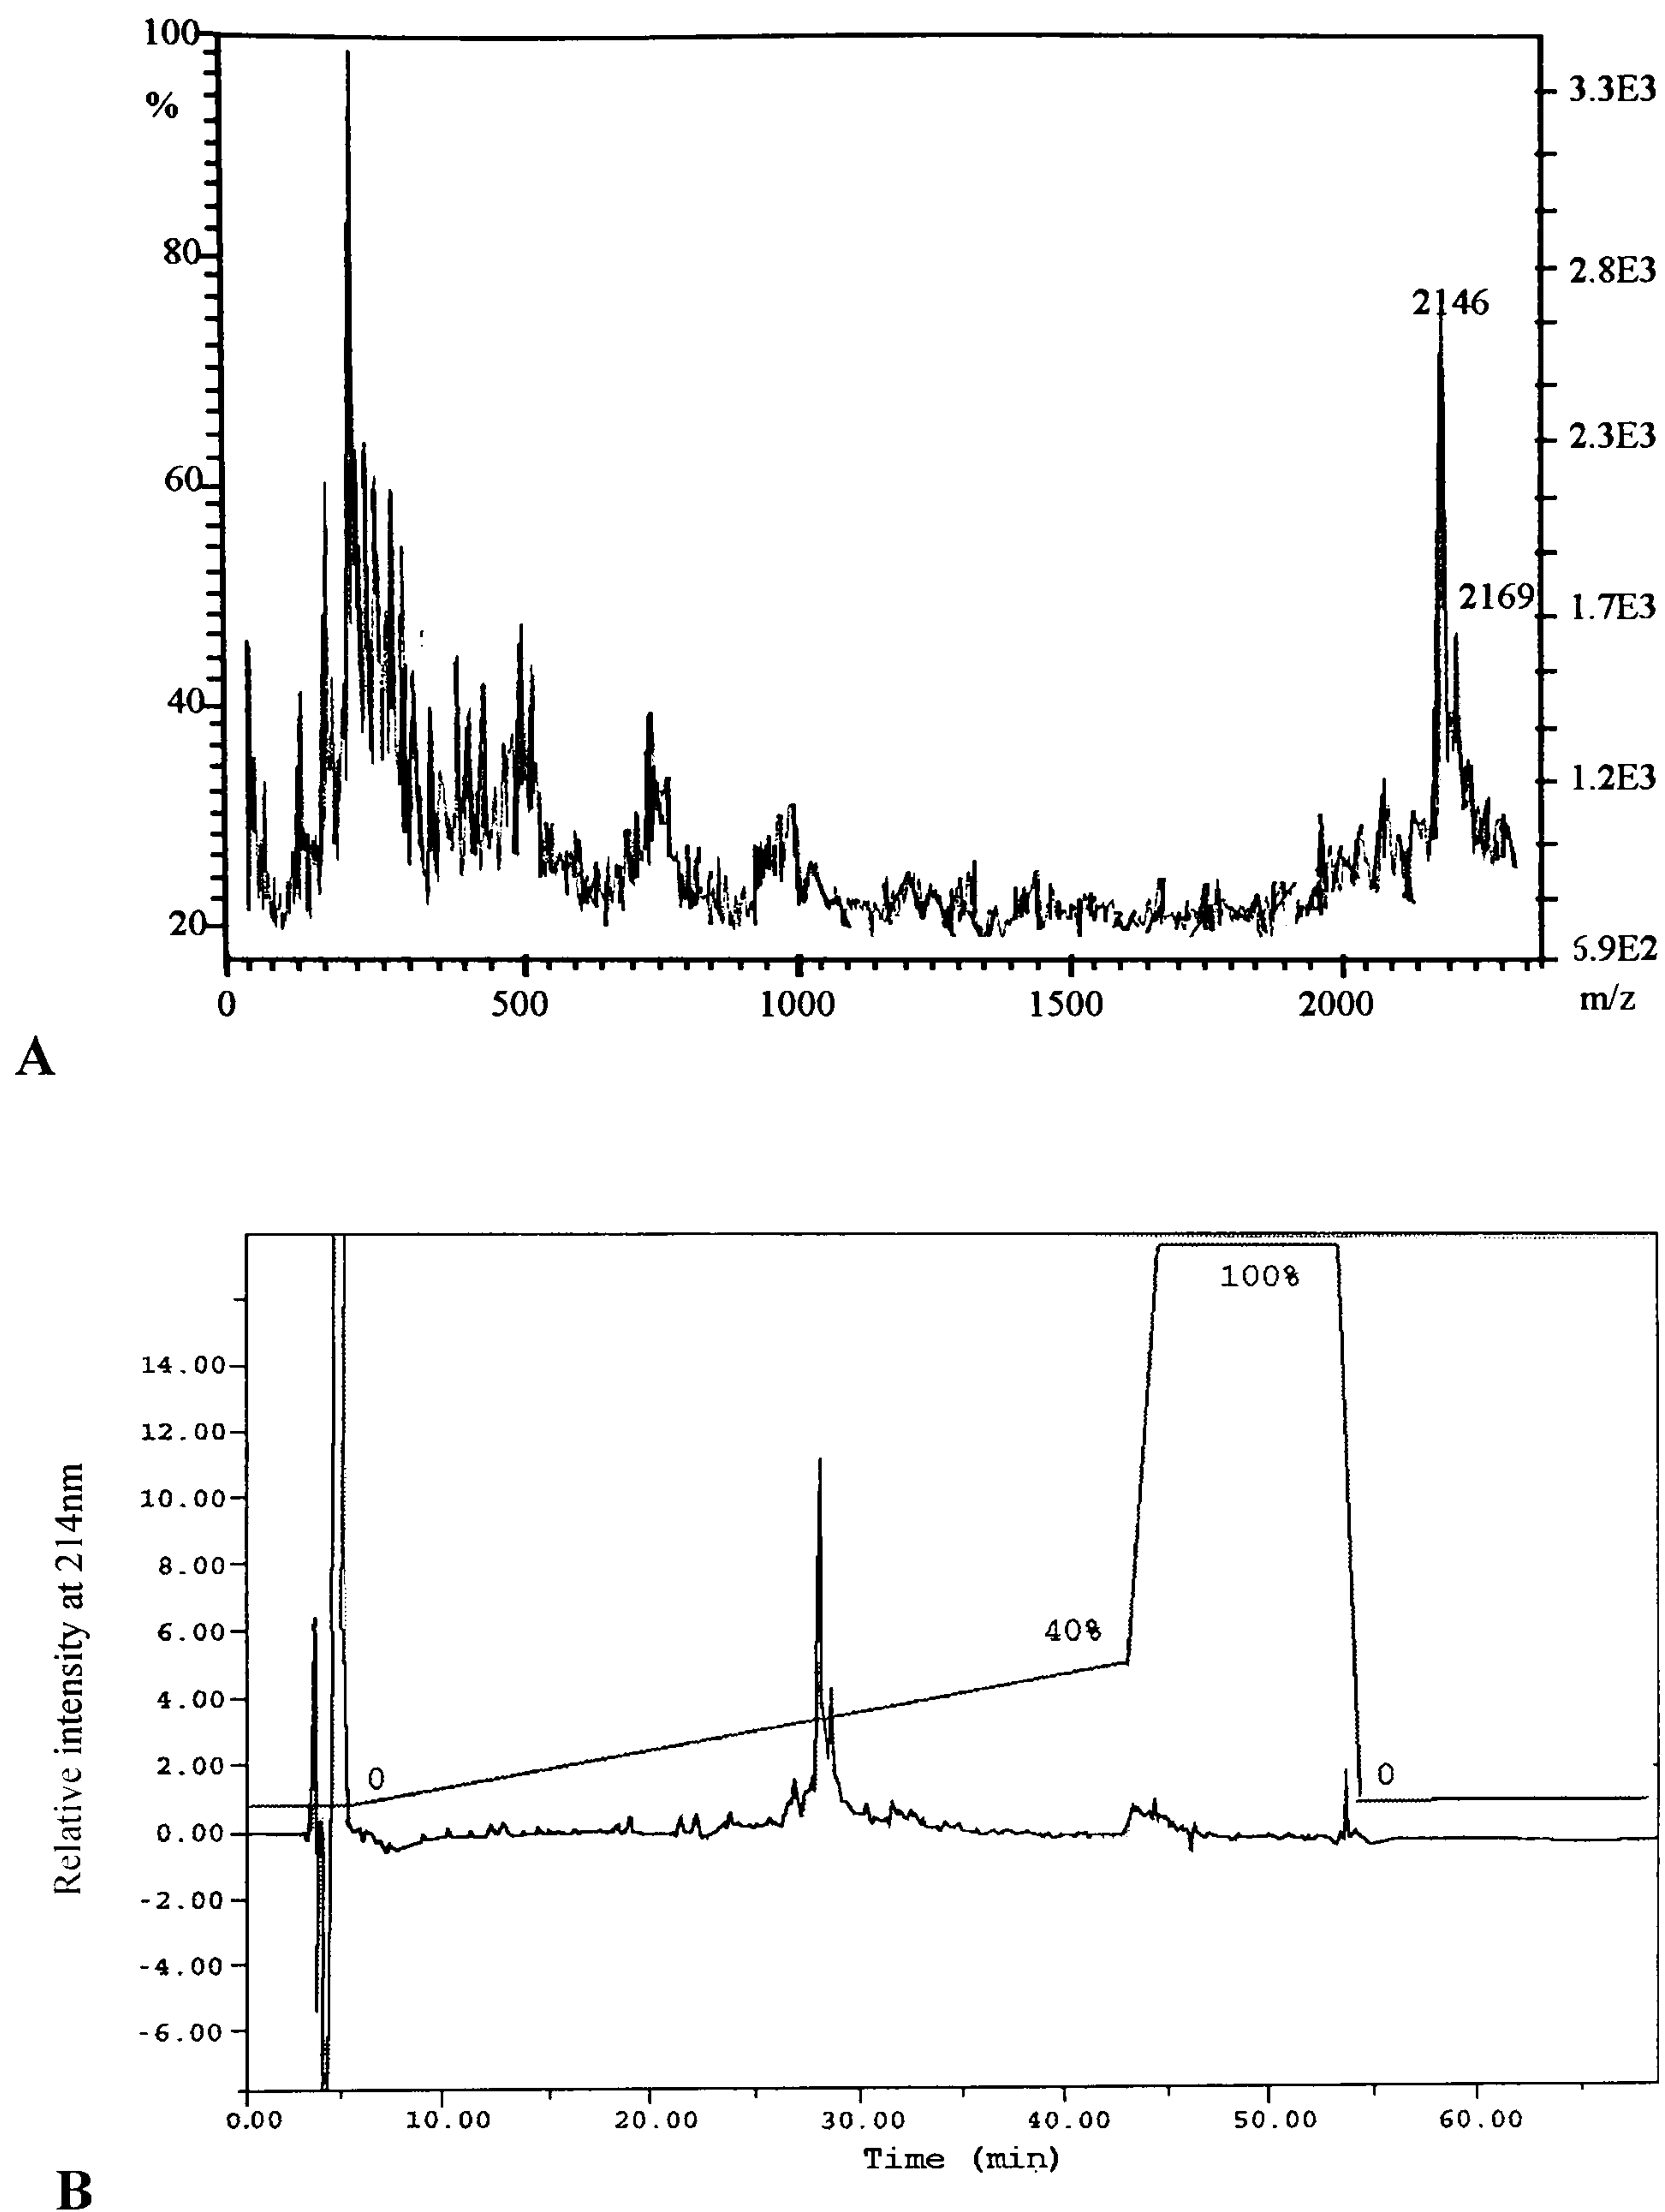 100
%
80
60
40
20
3.3E3
2.8E3
2.3E3
1.7E3
1.2E3
5.9E2
2146
2169
0 500 1000 1500 2000 m/z
A
100%
14.00
12.00
10.00
8.00
6.00
4.00
2.00
0.00
-2.00
-4.00
-6.00
40%
0
0
Relative intensity at 214nm
0.00 10.00 20.00 30.00 40.00 50.00 60.00
Time (min)
B